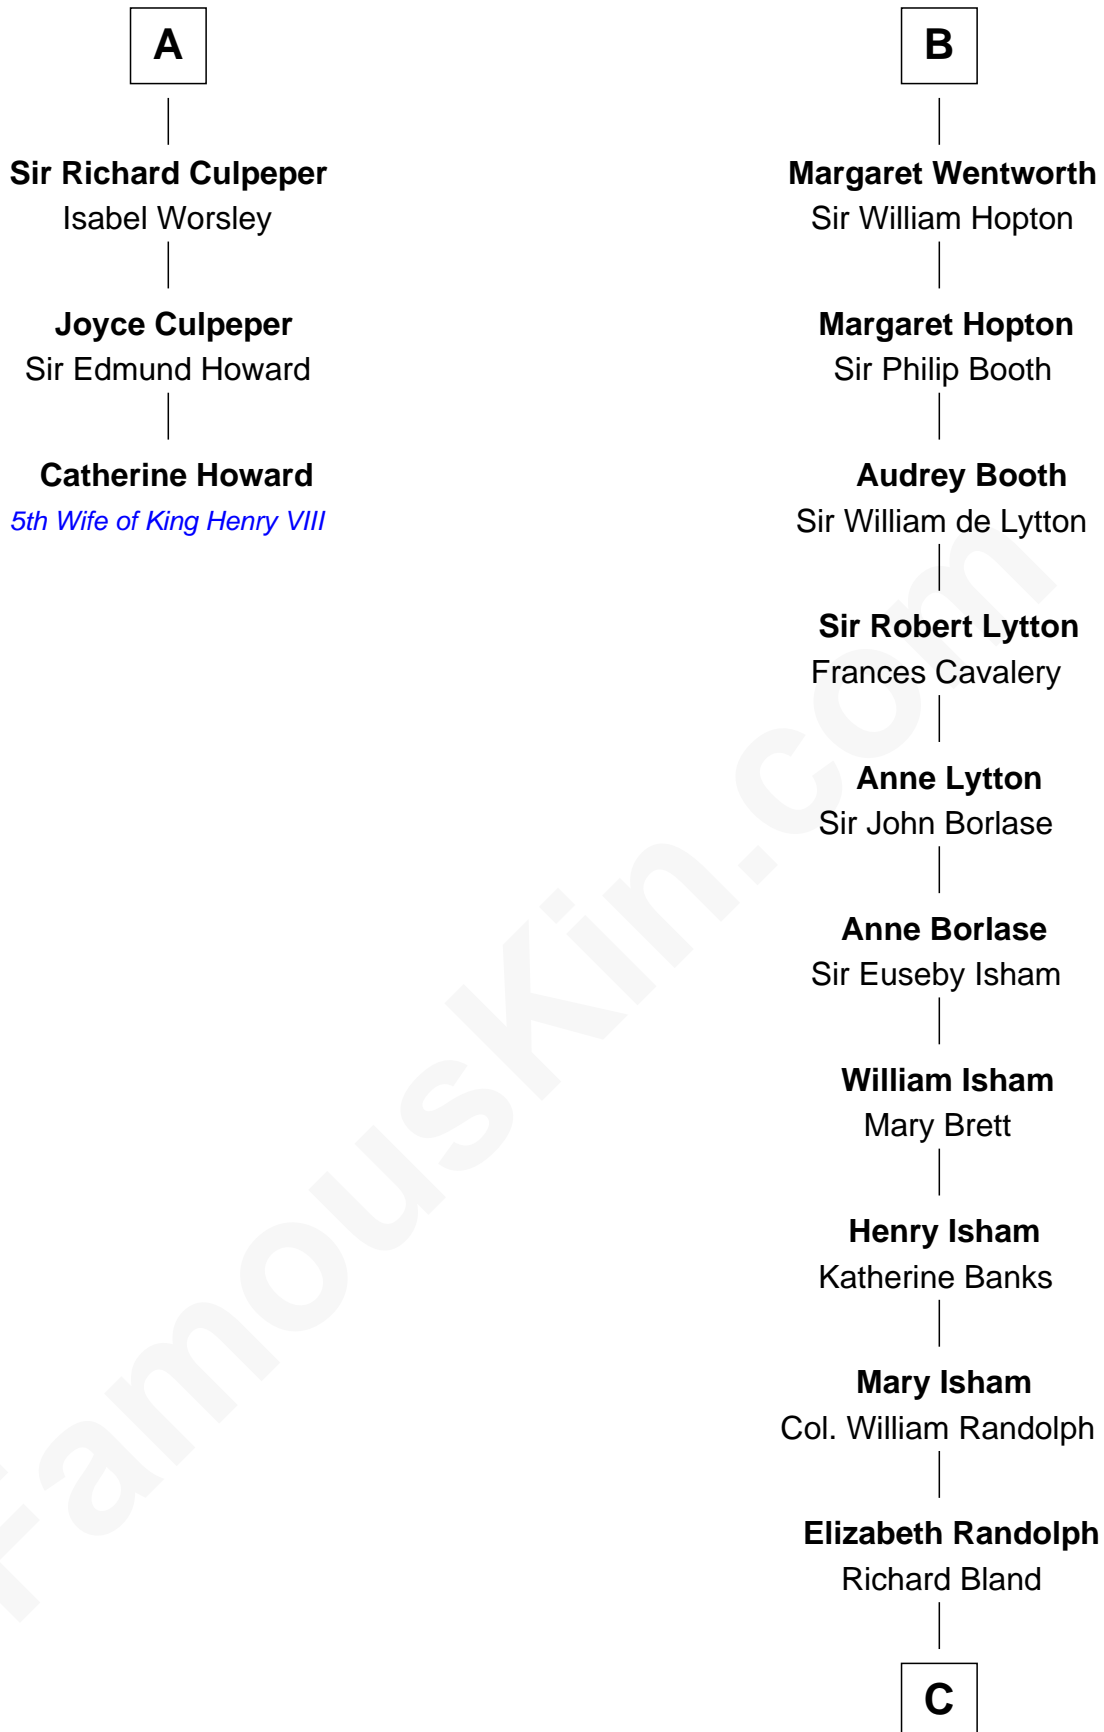 A
Sir Richard Culpeper
Isabel Worsley
Joyce Culpeper
Sir Edmund Howard
Catherine Howard
5th Wife of King Henry VIII
B
Margaret Wentworth
Sir William Hopton
Margaret Hopton
Sir Philip Booth
Audrey Booth
Sir William de Lytton
Sir Robert Lytton
Frances Cavalery
Anne Lytton
Sir John Borlase
Anne Borlase
Sir Euseby Isham
William Isham
Mary Brett
Henry Isham
Katherine Banks
Mary Isham
Col. William Randolph
Elizabeth Randolph
Richard Bland
C
FamousKin.com